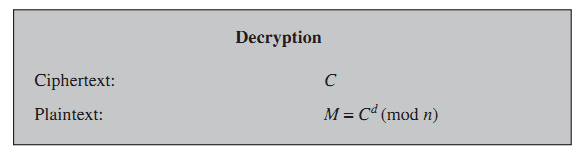 Decryption
Ciphertext: C
Plaintext: M = C^d (mod n)